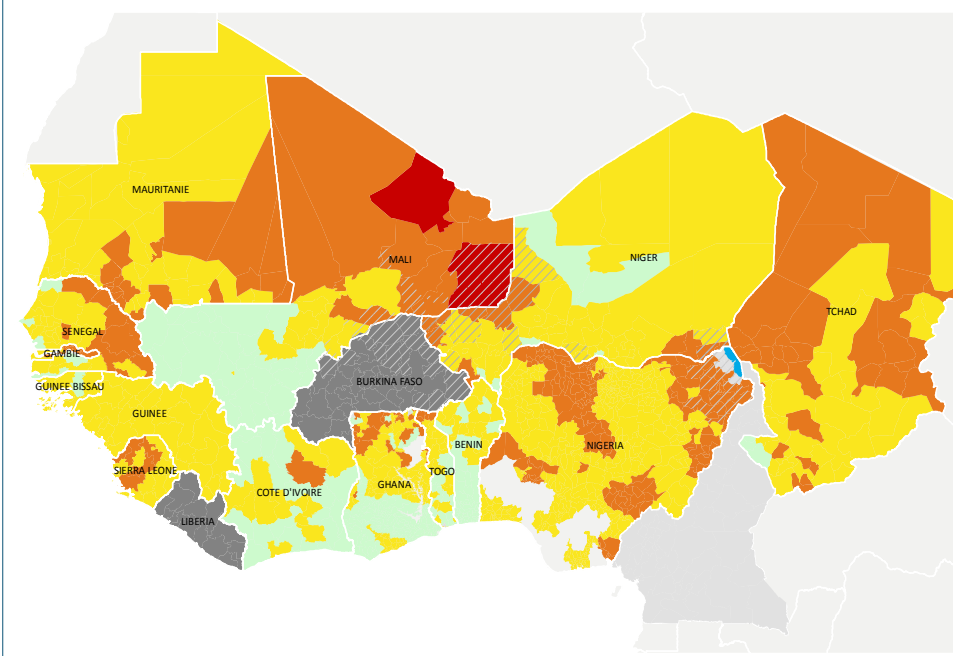 MAURITANIE
MALI
NIGER
TCHAD
SENEGAL
GAMBIE
GUINEE BISSAU
GUINEE
BURKINA FASO
SIERRA LEONE
LIBERIA
COTE D'IVOIRE
GHANA
TOGO
BENIN
NIGERIA